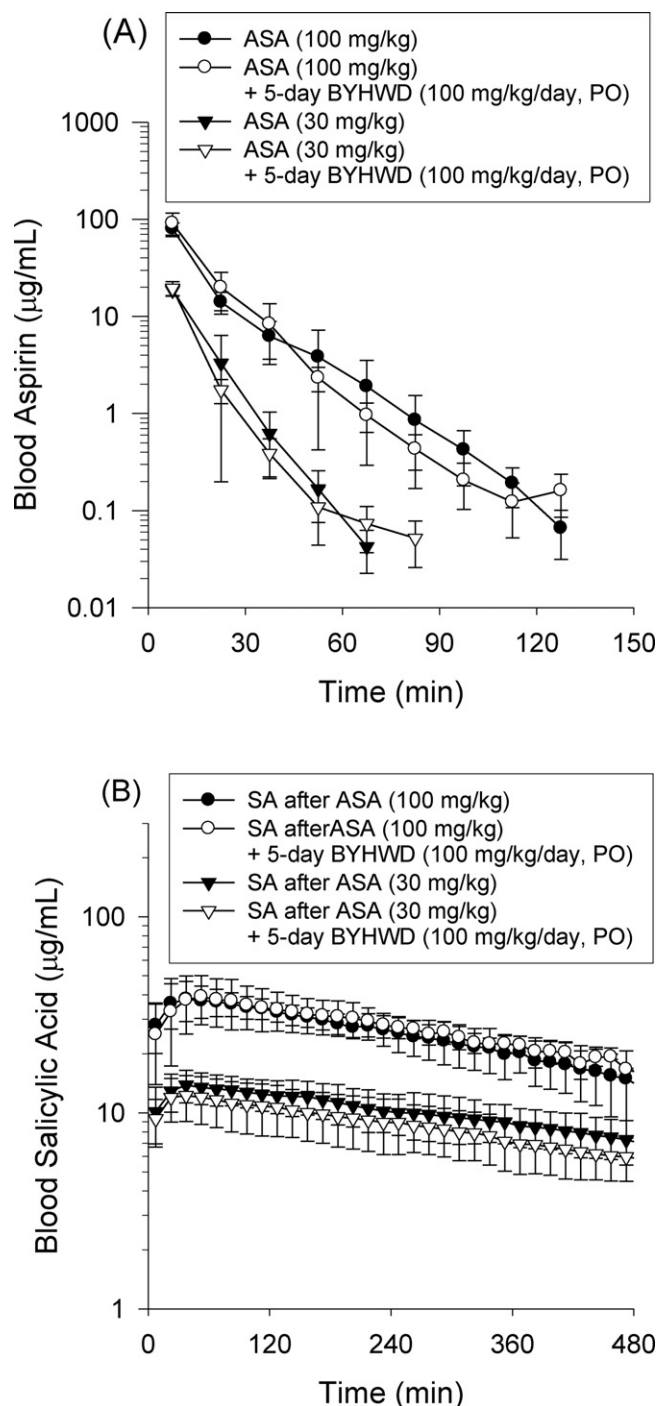 (A)
ASA (100 mg/kg)
ASA (100 mg/kg)
+ 5-day BYHWD (100 mg/kg/day, PO)
ASA (30 mg/kg)
ASA (30 mg/kg)
+ 5-day BYHWD (100 mg/kg/day, PO)
Blood Aspirin (μg/mL)
1000
100
10
1
0.1
0.01
0 30 60 90 120 150
Time (min)
(B)
SA after ASA (100 mg/kg)
SA afterASA (100 mg/kg)
+ 5-day BYHWD (100 mg/kg/day, PO)
SA after ASA (30 mg/kg)
SA after ASA (30 mg/kg)
+ 5-day BYHWD (100 mg/kg/day, PO)
Blood Salicylic Acid (μg/mL)
100
10
1
0 120 240 360 480
Time (min)